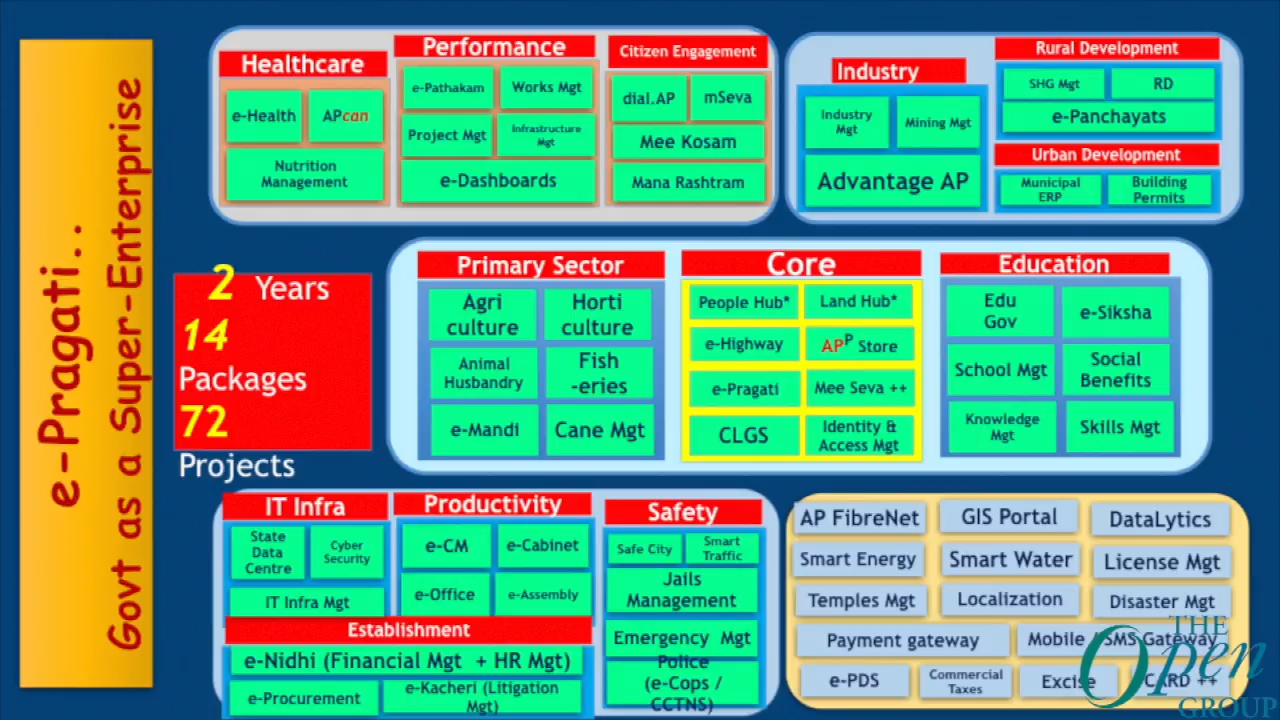 e-Pragati..
Govt as a Super-Enterprise
Healthcare
e-Health
APcan
Nutrition
Management
Performance
e-Pathakam
Works Mgt
Project Mgt
Infrastructure
Mgt
e-Dashboards
Citizen Engagement
dial.AP
mSeva
Mee Kosam
Mana Rashtram
Industry
Industry
Mgt
Mining Mgt
Advantage AP
Rural Development
SHG Mgt
RD
e-Panchayats
Urban Development
Municipal
ERP
Building
Permits
2 Years
14
Packages
72
Projects
Primary Sector
Agri
culture
Horti
culture
Animal
Husbandry
Fish
-eries
e-Mandi
Cane Mgt
Core
People Hub*
Land Hub*
e-Highway
APP Store
e-Pragati
Mee Seva ++
CLGS
Identity &
Access Mgt
Education
Edu
Gov
e-Siksha
School Mgt
Social
Benefits
Knowledge
Mgt
Skills Mgt
IT Infra
State
Data
Centre
Cyber
Security
IT Infra Mgt
Productivity
e-CM
e-Cabinet
e-Office
e-Assembly
Establishment
e-Nidhi (Financial Mgt + HR Mgt)
e-Procurement
e-Kacheri (Litigation
Mgt)
Safety
Safe City
Smart
Traffic
Jails
Management
Emergency Mgt
Police
(e-Cops /
CCTNS)
AP FibreNet
GIS Portal
DataLytics
Smart Energy
Smart Water
License Mgt
Temples Mgt
Localization
Disaster Mgt
Payment gateway
Mobile / SMS Gateway
e-PDS
Commercial
Taxes
Excise
CARD ++
THE
Open
GROUP